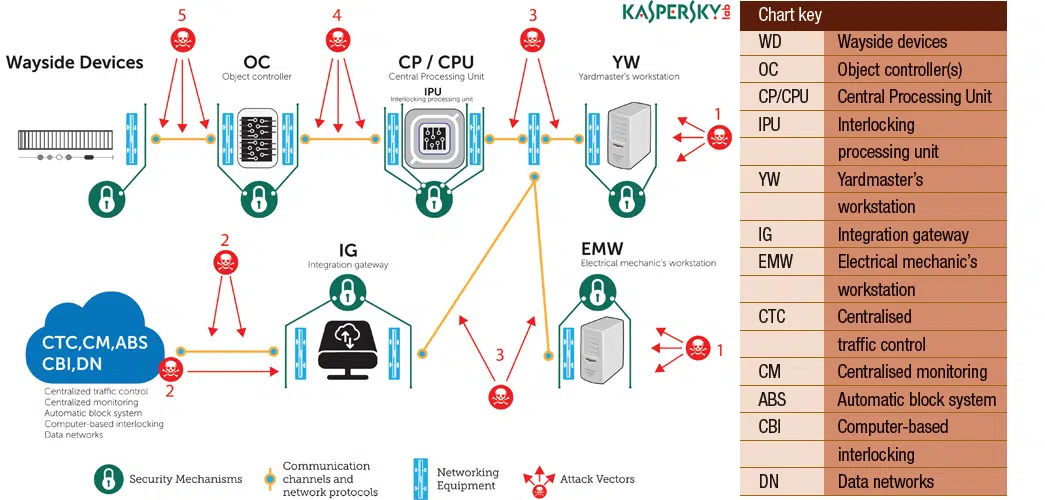 5
4
3
KASPERSKY lab
Wayside Devices
OC
Object controller
CP / CPU
Central Processing Unit
IPU
Interlocking processing unit
YW
Yardmaster's workstation
1
2
IG
Integration gateway
EMW
Electrical mechanic's workstation
CTC,CM,ABS
CBI,DN
2
3
1
Centralized traffic control
Centralized monitoring
Automatic block system
Computer-based interlocking
Data networks
Security Mechanisms
Communication
channels and
network protocols
Networking
Equipment
1
Attack Vectors
Chart key
WD Wayside devices
OC Object controller(s)
CP/CPU Central Processing Unit
IPU Interlocking
processing unit
YW Yardmaster's
workstation
IG Integration gateway
EMW Electrical mechanic's
workstation
CTC Centralised
traffic control
CM Centralised monitoring
ABS Automatic block system
CBI Computer-based
interlocking
DN Data networks